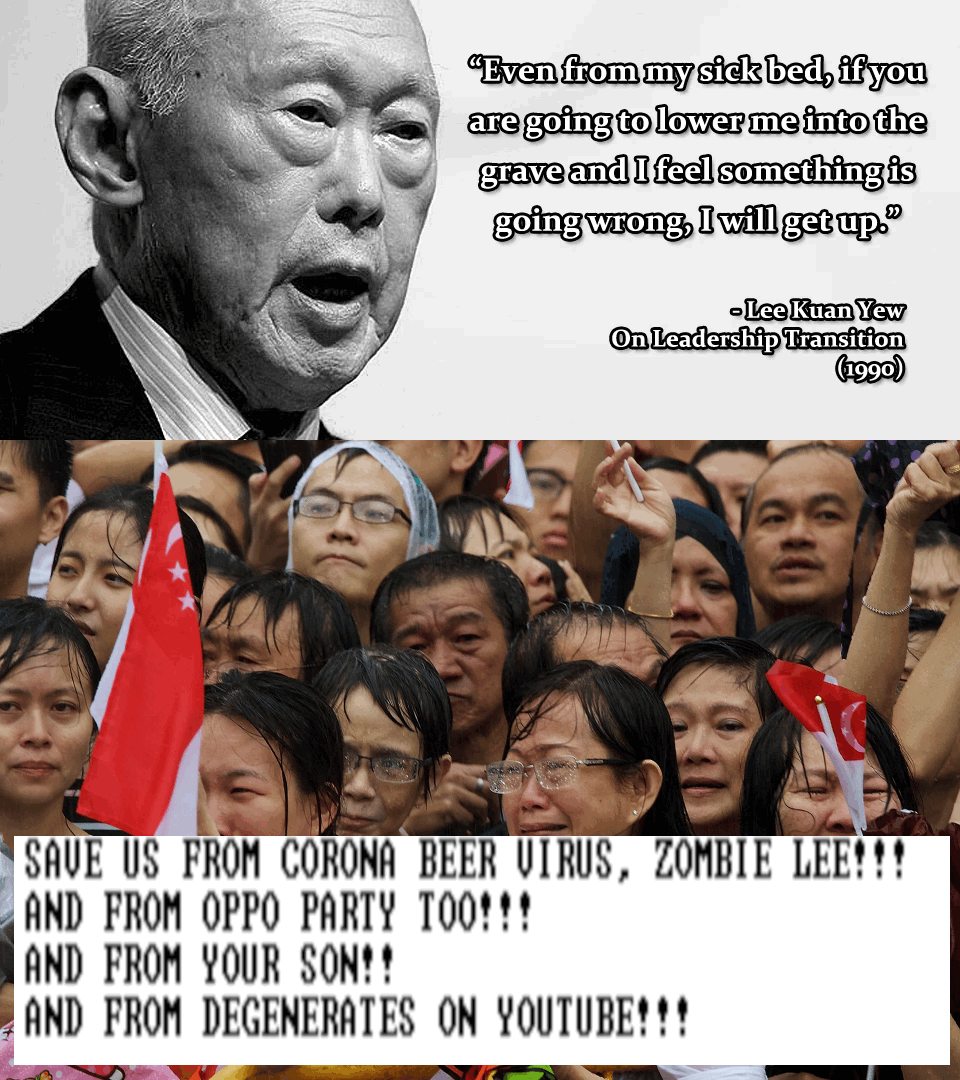 “Even from my sick bed, if you
are going to lower me into the
grave and I feel something is
going wrong, I will get up.”
- Lee Kuan Yew
On Leadership Transition
(1990)
SAVE US FROM CORONA BEER VIRUS, ZOMBIE LEE!!!
AND FROM OPPO PARTY TOO!!!
AND FROM YOUR SON!!
AND FROM DEGENERATES ON YOUTUBE!!!